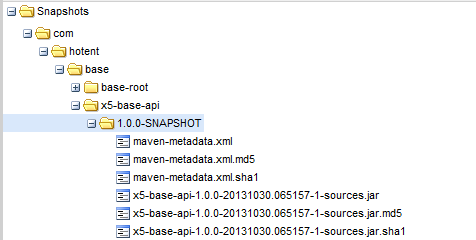 Snapshots
com
hotent
base
base-root
x5-base-api
1.0.0-SNAPSHOT
maven-metadata.xml
maven-metadata.xml.md5
maven-metadata.xml.sha1
x5-base-api-1.0.0-20131030.065157-1-sources.jar
x5-base-api-1.0.0-20131030.065157-1-sources.jar.md5
x5-base-api-1.0.0-20131030.065157-1-sources.jar.sha1